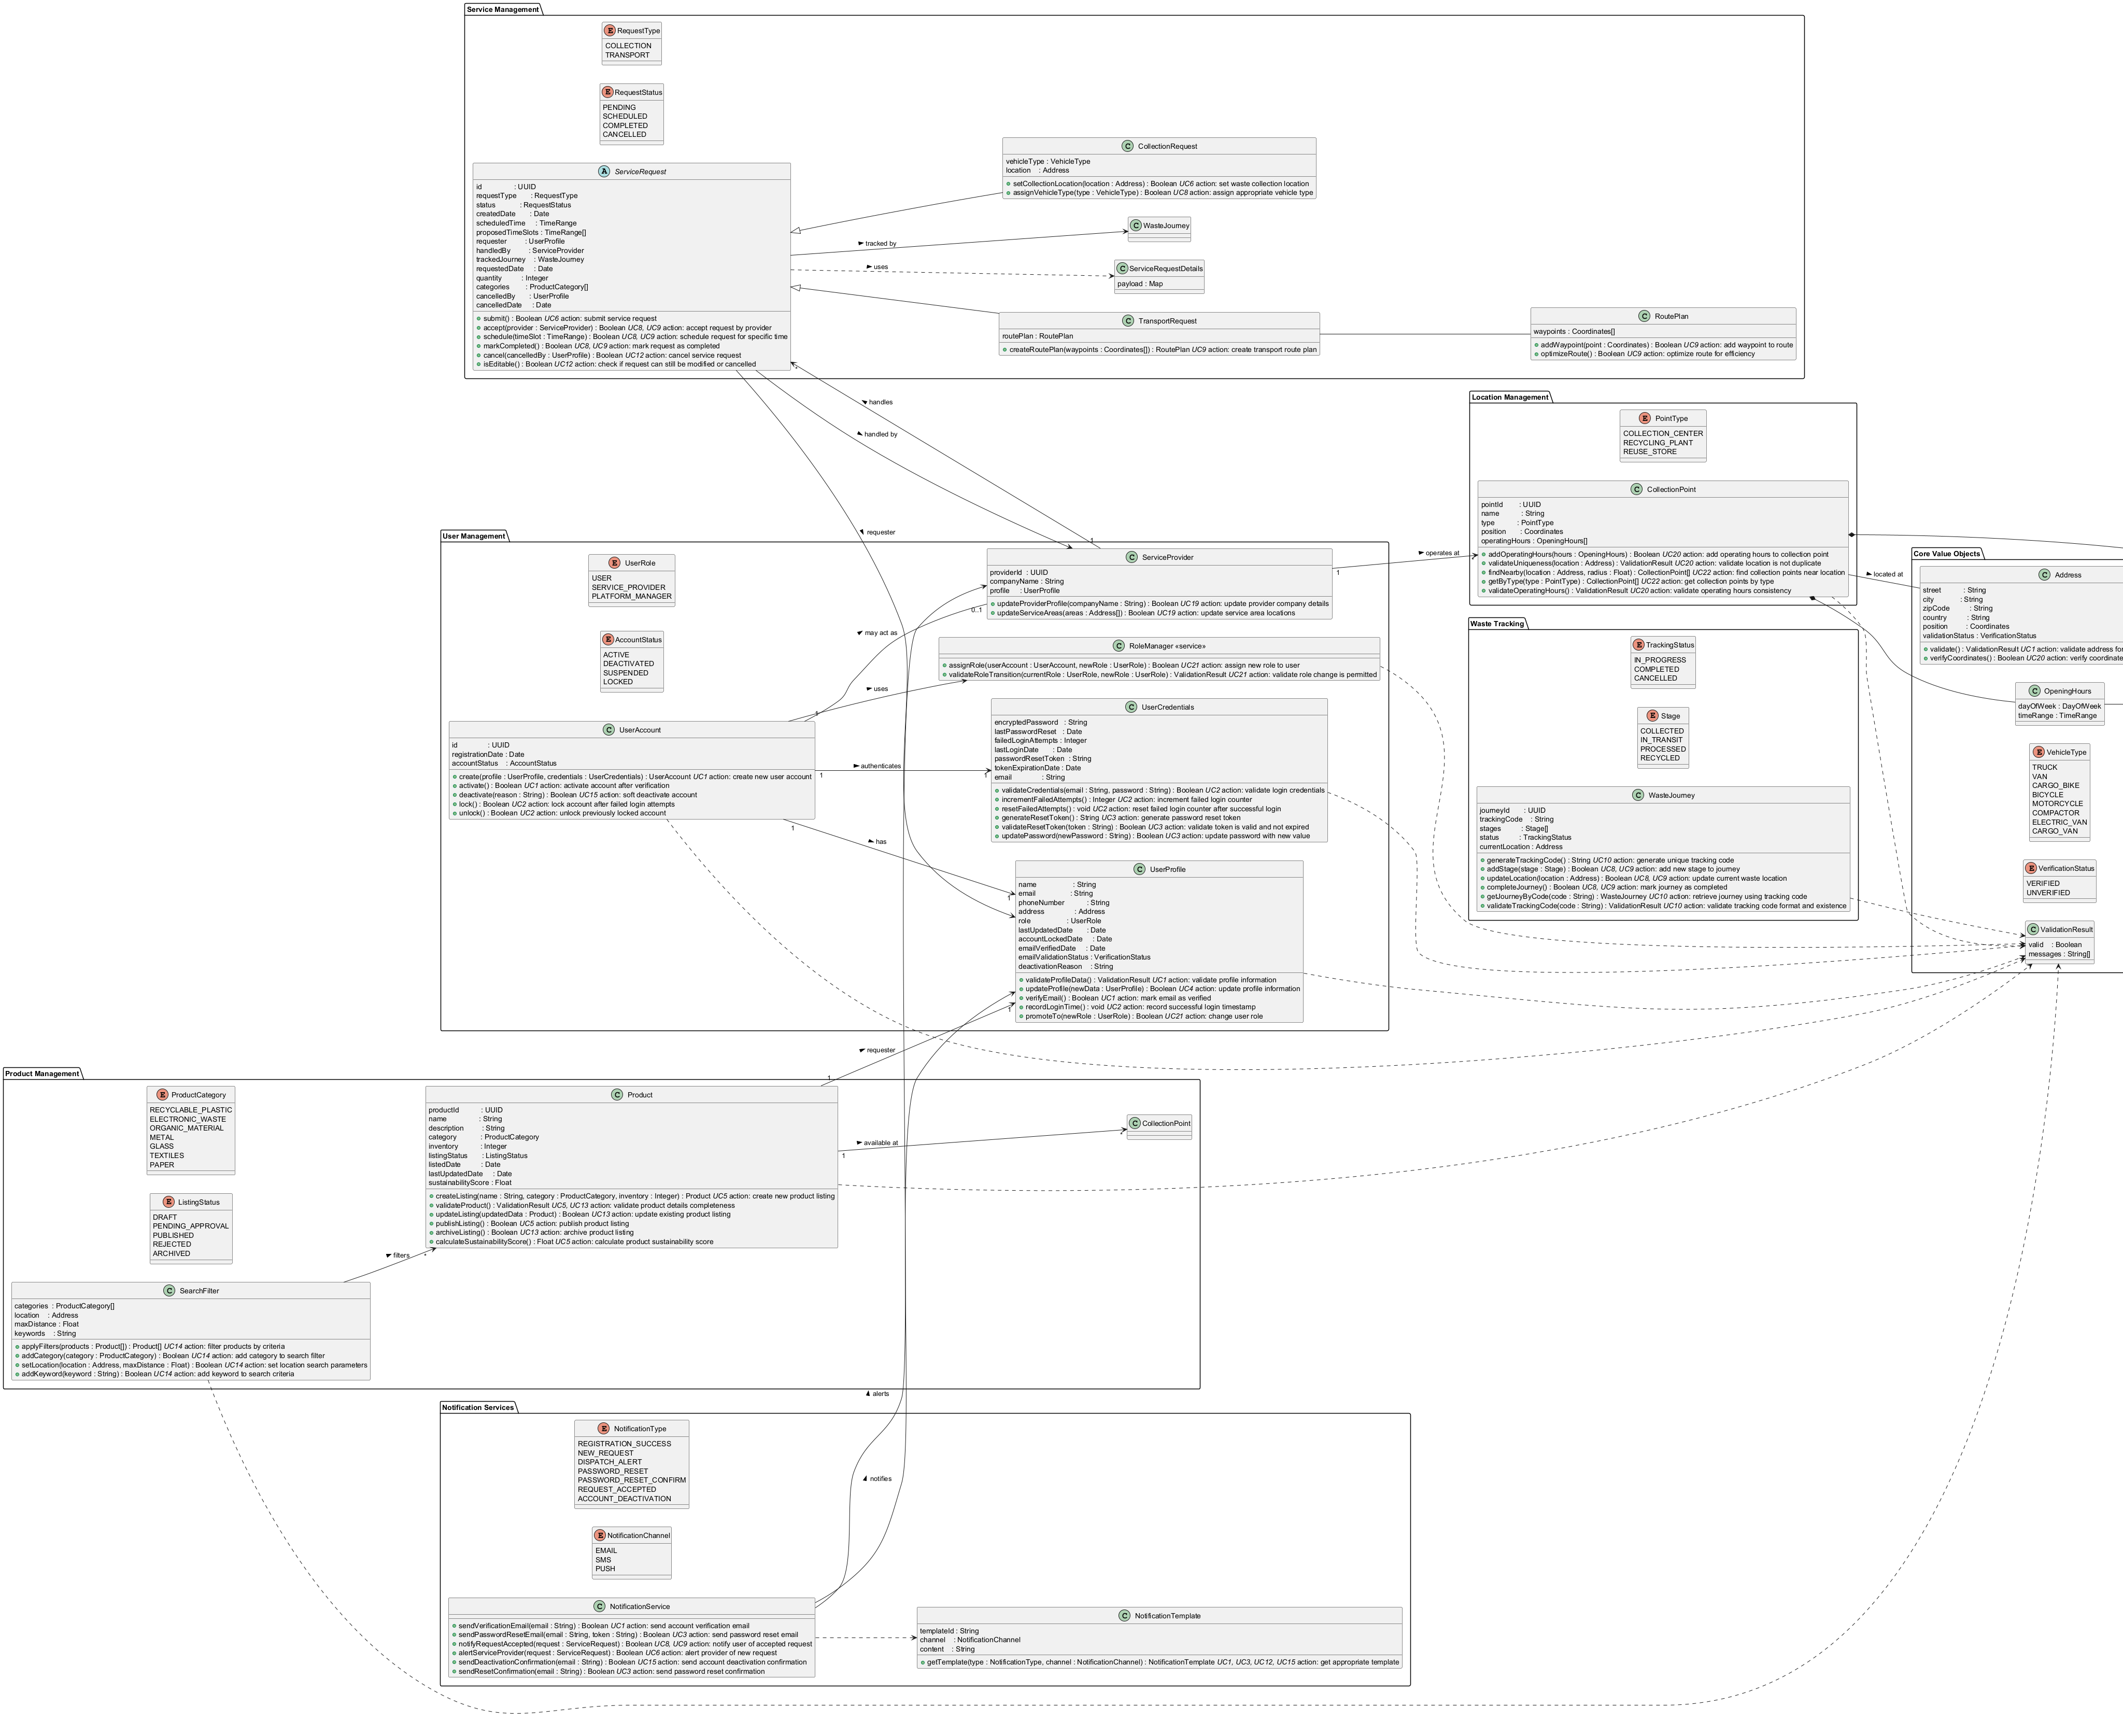 Service Management
RequestType
COLLECTION
TRANSPORT
RequestStatus
PENDING
SCHEDULED
COMPLETED
CANCELLED
ServiceRequest
id : UUID
requestType : RequestType
status : RequestStatus
createdDate : Date
scheduledTime : TimeRange
proposedTimeSlots : TimeRange[]
requester : UserProfile
handledBy : ServiceProvider
trackedJourney : WasteJourney
requestedDate : Date
quantity : Integer
categories : ProductCategory[]
cancelledBy : UserProfile
cancelledDate : Date
submit() : Boolean UC6 action: submit service request
accept(provider : ServiceProvider) : Boolean UC8, UC9 action: accept request by provider
schedule(timeSlot : TimeRange) : Boolean UC8, UC9 action: schedule request for specific time
markCompleted() : Boolean UC8, UC9 action: mark request as completed
cancel(cancelledBy : UserProfile) : Boolean UC12 action: cancel service request
isEditable() : Boolean UC12 action: check if request can still be modified or cancelled
CollectionRequest
vehicleType : VehicleType
location : Address
setCollectionLocation(location : Address) : Boolean UC6 action: set waste collection location
assignVehicleType(type : VehicleType) : Boolean UC8 action: assign appropriate vehicle type
tracked by
WasteJourney
uses
ServiceRequestDetails
payload : Map
TransportRequest
routePlan : RoutePlan
createRoutePlan(waypoints : Coordinates[]) : RoutePlan UC9 action: create transport route plan
RoutePlan
waypoints : Coordinates[]
addWaypoint(point : Coordinates) : Boolean UC9 action: add waypoint to route
optimizeRoute() : Boolean UC9 action: optimize route for efficiency
*
handles
handled by
requester
Location Management
PointType
COLLECTION_CENTER
RECYCLING_PLANT
REUSE_STORE
CollectionPoint
pointId : UUID
name : String
type : PointType
position : Coordinates
operatingHours : OpeningHours[]
addOperatingHours(hours : OpeningHours) : Boolean UC20 action: add operating hours to collection point
validateUniqueness(location : Address) : ValidationResult UC20 action: validate location is not duplicate
findNearby(location : Address, radius : Float) : CollectionPoint[] UC22 action: find collection points near location
getByType(type : PointType) : CollectionPoint[] UC22 action: get collection points by type
validateOperatingHours() : ValidationResult UC20 action: validate operating hours consistency
located at
User Management
UserRole
USER
SERVICE_PROVIDER
PLATFORM_MANAGER
AccountStatus
ACTIVE
DEACTIVATED
SUSPENDED
LOCKED
UserAccount
id : UUID
registrationDate : Date
accountStatus : AccountStatus
create(profile : UserProfile, credentials : UserCredentials) : UserAccount UC1 action: create new user account
activate() : Boolean UC1 action: activate account after verification
deactivate(reason : String) : Boolean UC15 action: soft deactivate account
lock() : Boolean UC2 action: lock account after failed login attempts
unlock() : Boolean UC2 action: unlock previously locked account
1
ServiceProvider
providerId : UUID
companyName : String
profile : UserProfile
updateProviderProfile(companyName : String) : Boolean UC19 action: update provider company details
updateServiceAreas(areas : Address[]) : Boolean UC19 action: update service area locations
1
operates at
*
0..1
may act as
1
uses
RoleManager «service»
assignRole(userAccount : UserAccount, newRole : UserRole) : Boolean UC21 action: assign new role to user
validateRoleTransition(currentRole : UserRole, newRole : UserRole) : ValidationResult UC21 action: validate role change is permitted
1
authenticates
1
UserCredentials
encryptedPassword : String
lastPasswordReset : Date
failedLoginAttempts : Integer
lastLoginDate : Date
passwordResetToken : String
tokenExpirationDate : Date
email : String
validateCredentials(email : String, password : String) : Boolean UC2 action: validate login credentials
incrementFailedAttempts() : Integer UC2 action: increment failed login counter
resetFailedAttempts() : void UC2 action: reset failed login counter after successful login
generateResetToken() : String UC3 action: generate password reset token
validateResetToken(token : String) : Boolean UC3 action: validate token is valid and not expired
updatePassword(newPassword : String) : Boolean UC3 action: update password with new value
1
has
1
UserProfile
name : String
email : String
phoneNumber : String
address : Address
role : UserRole
lastUpdatedDate : Date
accountLockedDate : Date
emailVerifiedDate : Date
emailValidationStatus : VerificationStatus
deactivationReason : String
validateProfileData() : ValidationResult UC1 action: validate profile information
updateProfile(newData : UserProfile) : Boolean UC4 action: update profile information
verifyEmail() : Boolean UC1 action: mark email as verified
recordLoginTime() : void UC2 action: record successful login timestamp
promoteTo(newRole : UserRole) : Boolean UC21 action: change user role
Waste Tracking
TrackingStatus
IN_PROGRESS
COMPLETED
CANCELLED
Stage
COLLECTED
IN_TRANSIT
PROCESSED
RECYCLED
WasteJourney
journeyId : UUID
trackingCode : String
stages : Stage[]
status : TrackingStatus
currentLocation : Address
generateTrackingCode() : String UC10 action: generate unique tracking code
addStage(stage : Stage) : Boolean UC8, UC9 action: add new stage to journey
updateLocation(location : Address) : Boolean UC8, UC9 action: update current waste location
completeJourney() : Boolean UC8, UC9 action: mark journey as completed
getJourneyByCode(code : String) : WasteJourney UC10 action: retrieve journey using tracking code
validateTrackingCode(code : String) : ValidationResult UC10 action: validate tracking code format and existence
Core Value Objects
Address
street : String
city : String
zipCode : String
country : String
position : Coordinates
validationStatus : VerificationStatus
validate() : ValidationResult UC1 action: validate address for
verifyCoordinates() : Boolean UC20 action: verify coordinate
OpeningHours
dayOfWeek : DayOfWeek
timeRange : TimeRange
VehicleType
TRUCK
VAN
CARGO_BIKE
BICYCLE
MOTORCYCLE
COMPACTOR
ELECTRIC_VAN
CARGO_VAN
VerificationStatus
VERIFIED
UNVERIFIED
ValidationResult
valid : Boolean
messages : String[]
Product Management
ProductCategory
RECYCLABLE_PLASTIC
ELECTRONIC_WASTE
ORGANIC_MATERIAL
METAL
GLASS
TEXTILES
PAPER
ListingStatus
DRAFT
PENDING_APPROVAL
PUBLISHED
REJECTED
ARCHIVED
SearchFilter
categories : ProductCategory[]
location : Address
maxDistance : Float
keywords : String
applyFilters(products : Product[]) : Product[] UC14 action: filter products by criteria
addCategory(category : ProductCategory) : Boolean UC14 action: add category to search filter
setLocation(location : Address, maxDistance : Float) : Boolean UC14 action: set location search parameters
addKeyword(keyword : String) : Boolean UC14 action: add keyword to search criteria
filters
*
Product
productId : UUID
name : String
description : String
category : ProductCategory
inventory : Integer
listingStatus : ListingStatus
listedDate : Date
lastUpdatedDate : Date
sustainabilityScore : Float
createListing(name : String, category : ProductCategory, inventory : Integer) : Product UC5 action: create new product listing
validateProduct() : ValidationResult UC5, UC13 action: validate product details completeness
updateListing(updatedData : Product) : Boolean UC13 action: update existing product listing
publishListing() : Boolean UC5 action: publish product listing
archiveListing() : Boolean UC13 action: archive product listing
calculateSustainabilityScore() : Float UC5 action: calculate product sustainability score
1
requester
1
1
available at
*
CollectionPoint
alerts
notifies
Notification Services
NotificationType
REGISTRATION_SUCCESS
NEW_REQUEST
DISPATCH_ALERT
PASSWORD_RESET
PASSWORD_RESET_CONFIRM
REQUEST_ACCEPTED
ACCOUNT_DEACTIVATION
NotificationChannel
EMAIL
SMS
PUSH
NotificationService
sendVerificationEmail(email : String) : Boolean UC1 action: send account verification email
sendPasswordResetEmail(email : String, token : String) : Boolean UC3 action: send password reset email
notifyRequestAccepted(request : ServiceRequest) : Boolean UC8, UC9 action: notify user of accepted request
alertServiceProvider(request : ServiceRequest) : Boolean UC6 action: alert provider of new request
sendDeactivationConfirmation(email : String) : Boolean UC15 action: send account deactivation confirmation
sendResetConfirmation(email : String) : Boolean UC3 action: send password reset confirmation
NotificationTemplate
templateId : String
channel : NotificationChannel
content : String
getTemplate(type : NotificationType, channel : NotificationChannel) : NotificationTemplate UC1, UC3, UC12, UC15 action: get appropriate template